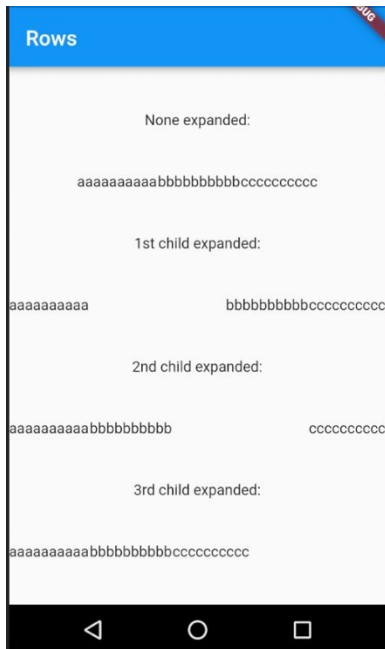 Rows
None expanded:
aaaaaaaaaabbbbbbbbbbcccccccccc
1st child expanded:
aaaaaaaaaa bbbbbbbbbbcccccccccc
2nd child expanded:
aaaaaaaaaabbbbbbbbbb cccccccccc
3rd child expanded:
aaaaaaaaaabbbbbbbbbbcccccccccc